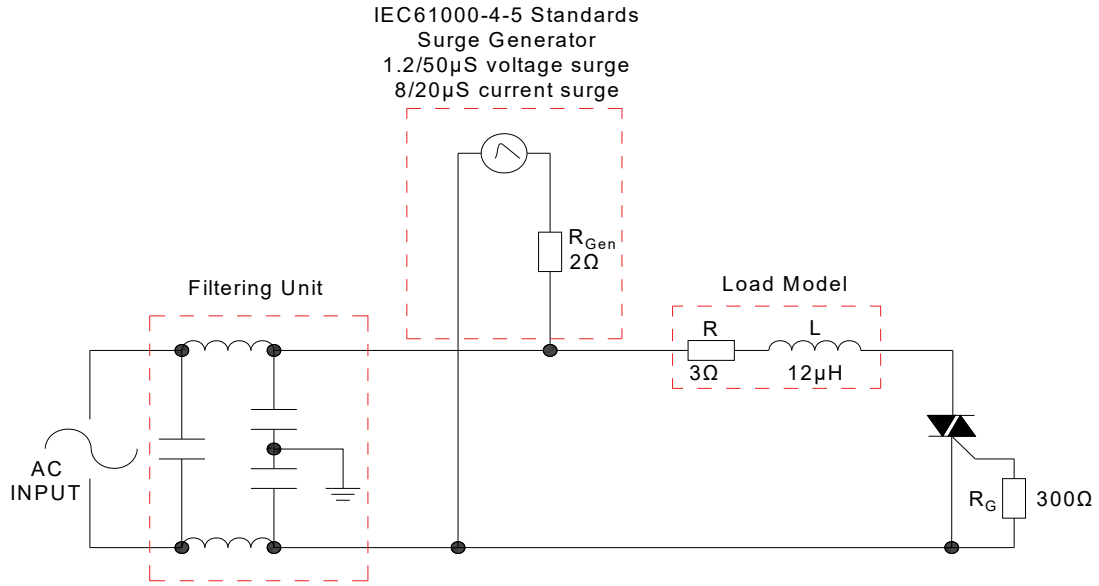 IEC61000-4-5 Standards
Surge Generator
1.2/50µS voltage surge
8/20µS current surge
RGen
2Ω
Filtering Unit
Load Model
R
L
3Ω
12µH
AC
INPUT
RG
300Ω